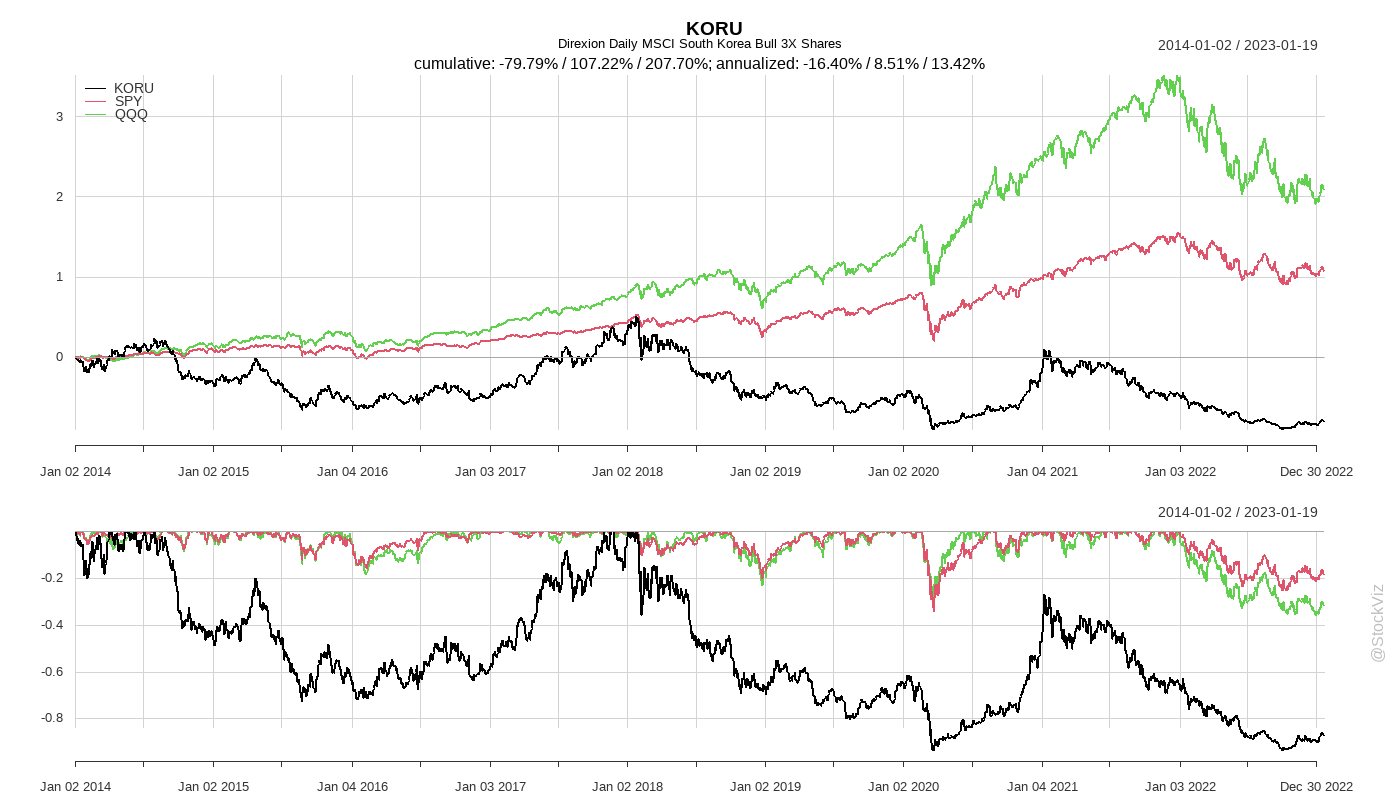 KORU
Direxion Daily MSCI South Korea Bull 3X Shares
2014-01-02 / 2023-01-19
cumulative: -79.79% / 107.22% / 207.70%; annualized: -16.40% / 8.51% / 13.42%
KORU
SPY
QQQ
3
2
1
0
Jan 02 2014 Jan 02 2015 Jan 04 2016 Jan 03 2017 Jan 02 2018 Jan 02 2019 Jan 02 2020 Jan 04 2021 Jan 03 2022 Dec 30 2022
2014-01-02 / 2023-01-19
-0.2
-0.4
-0.6
-0.8
Jan 02 2014 Jan 02 2015 Jan 04 2016 Jan 03 2017 Jan 02 2018 Jan 02 2019 Jan 02 2020 Jan 04 2021 Jan 03 2022 Dec 30 2022
@StockViz